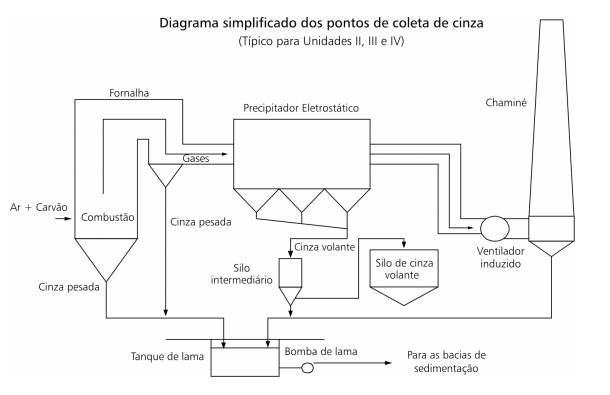 Diagrama simplificado dos pontos de coleta de cinza
(Típico para Unidades II, III e IV)
Fornalha
Precipitador Eletrostático
Chaminé
Gases
Ar + Carvão
Combustão
Cinza pesada
Cinza volante
Ventilador
induzido
Silo
intermediário
Silo de cinza
volante
Cinza pesada
Tanque de lama
Bomba de lama
Para as bacias de
sedimentação